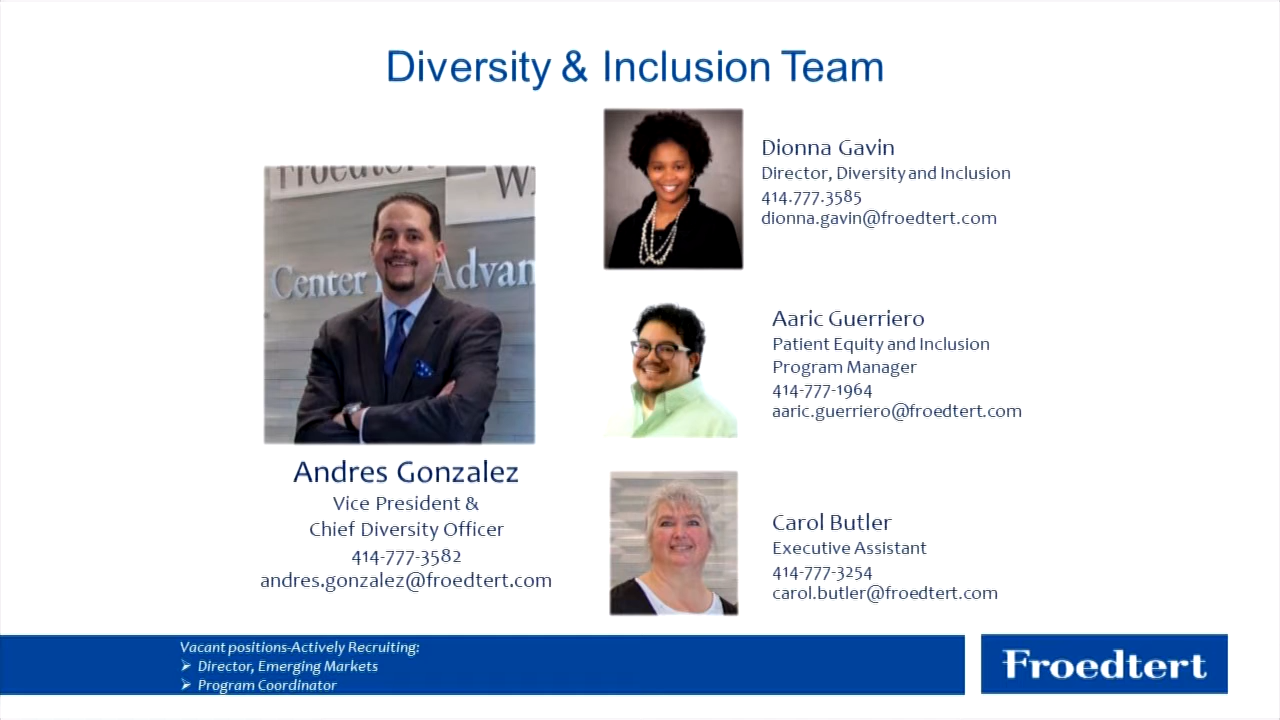 Diversity & Inclusion Team
Froedtert
Center
Advan
Andres Gonzalez
Vice President &
Chief Diversity Officer
414-777-3582
andres.gonzalez@froedtert.com
Dionna Gavin
Director, Diversity and Inclusion
414.777.3585
dionna.gavin@froedtert.com
Aaric Guerriero
Patient Equity and Inclusion
Program Manager
414-777-1964
aaric.guerriero@froedtert.com
Carol Butler
Executive Assistant
414-777-3254
carol.butler@froedtert.com
Vacant positions-Actively Recruiting:
➢ Director, Emerging Markets
➢ Program Coordinator
Froedtert